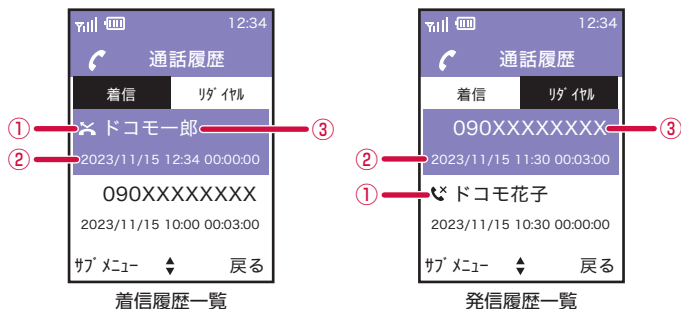 12:34
通話履歴
着信 ﾘﾀﾞｲﾔﾙ
① ドコモ一郎 ③
② 2023/11/15 12:34 00:00:00
090XXXXXXXX
2023/11/15 10:00 00:03:00
ｻﾌﾞﾒﾆｭｰ 戻る
着信履歴一覧
12:34
通話履歴
着信 ﾘﾀﾞｲﾔﾙ
090XXXXXXXX ③
② 2023/11/15 11:30 00:03:00
① ドコモ花子
2023/11/15 10:30 00:00:00
ｻﾌﾞﾒﾆｭｰ 戻る
発信履歴一覧